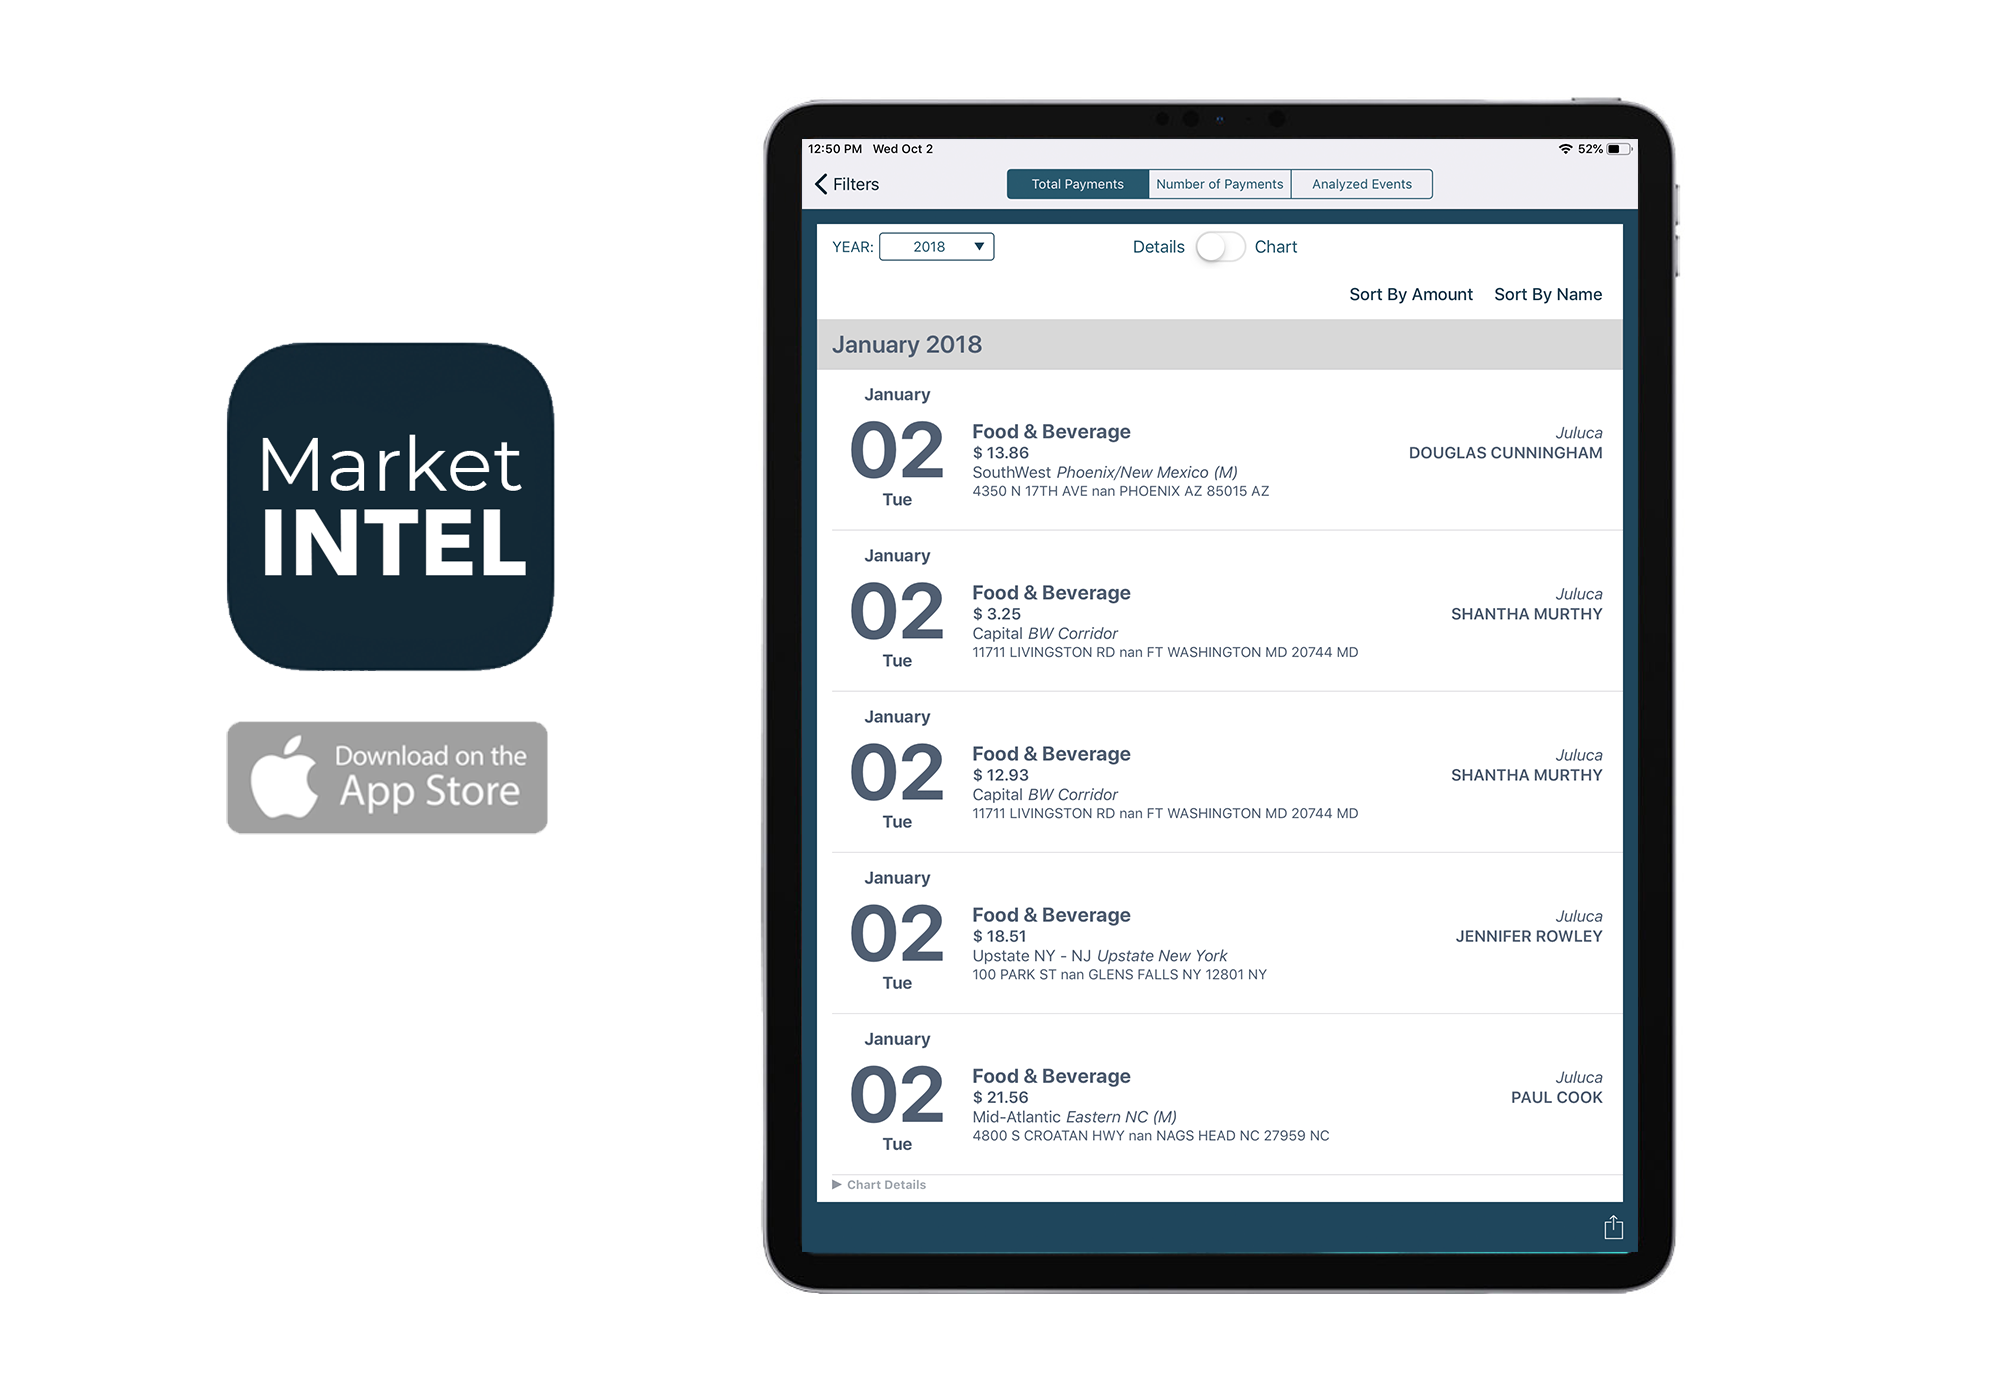 Market
INTEL
Download on the
App Store
12:50 PM Wed Oct 2
52%
Filters
Total Payments
Number of Payments
Analyzed Events
YEAR: 2018
Details
Chart
Sort By Amount
Sort By Name
January 2018
January
02
Tue
Food & Beverage
$ 13.86
SouthWest Phoenix/New Mexico (M)
4350 N 17TH AVE nan PHOENIX AZ 85015 AZ
Juluca
DOUGLAS CUNNINGHAM
January
02
Tue
Food & Beverage
$ 3.25
Capital BW Corridor
11711 LIVINGSTON RD nan FT WASHINGTON MD 20744 MD
Juluca
SHANTHA MURTHY
January
02
Tue
Food & Beverage
$ 12.93
Capital BW Corridor
11711 LIVINGSTON RD nan FT WASHINGTON MD 20744 MD
Juluca
SHANTHA MURTHY
January
02
Tue
Food & Beverage
$ 18.51
Upstate NY - NJ Upstate New York
100 PARK ST nan GLENS FALLS NY 12801 NY
Juluca
JENNIFER ROWLEY
January
02
Tue
Food & Beverage
$ 21.56
Mid-Atlantic Eastern NC (M)
4800 S CROATAN HWY nan NAGS HEAD NC 27959 NC
Juluca
PAUL COOK
Chart Details